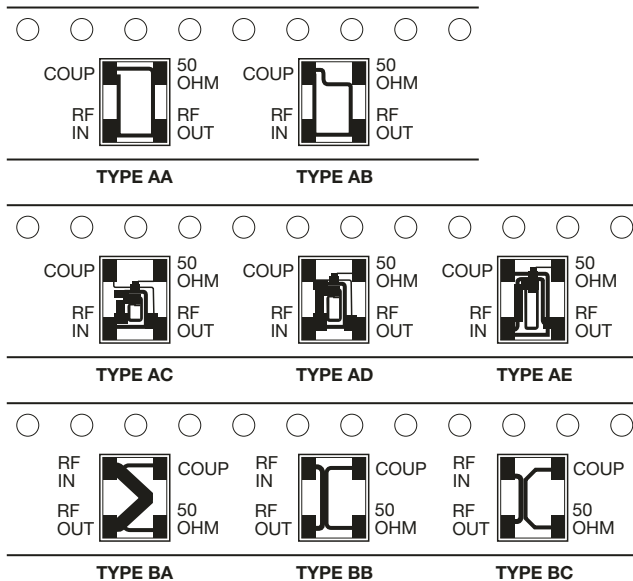 COUP 50 OHM COUP 50 OHM
RF IN RF OUT RF IN RF OUT
TYPE AA TYPE AB
COUP 50 OHM COUP 50 OHM COUP 50 OHM
RF IN RF OUT RF IN RF OUT RF IN RF OUT
TYPE AC TYPE AD TYPE AE
RF IN COUP RF IN COUP RF IN COUP
RF OUT 50 OHM RF OUT 50 OHM RF OUT 50 OHM
TYPE BA TYPE BB TYPE BC